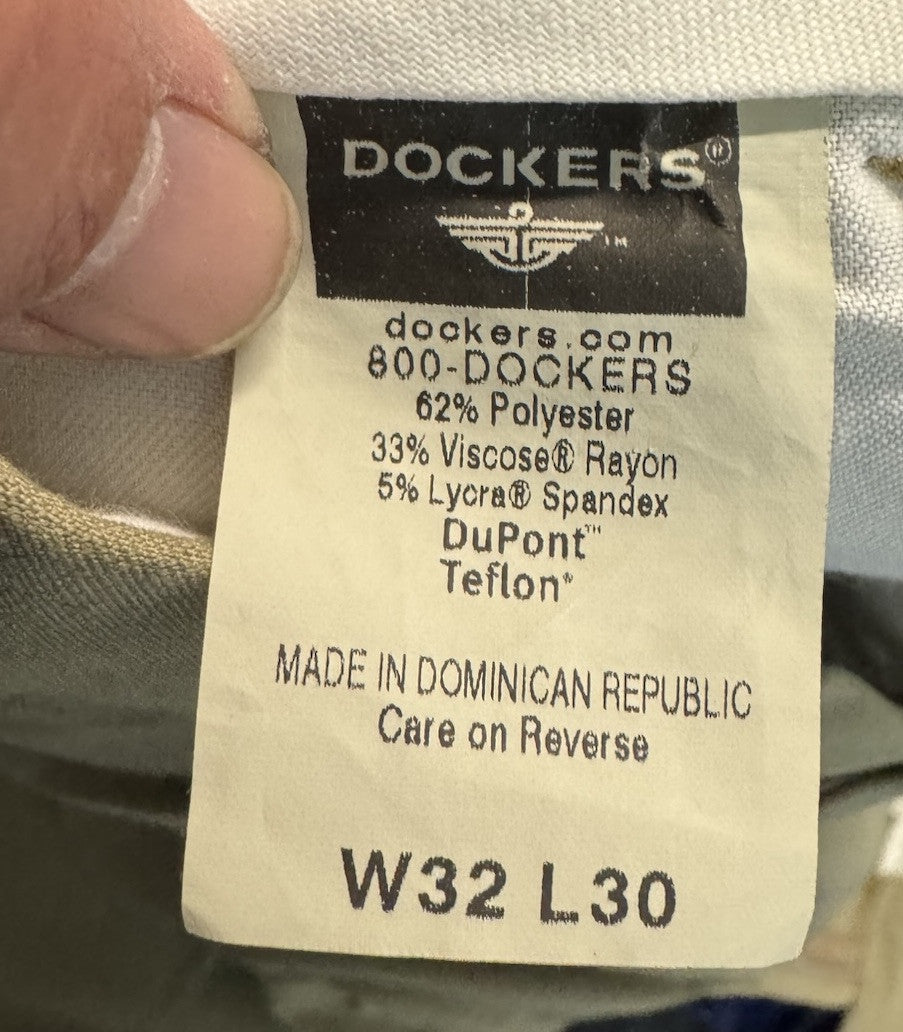 DOCKERS®
TM
dockers.com
800-DOCKERS
62% Polyester
33% Viscose® Rayon
5% Lycra® Spandex
DuPont™
Teflon®
MADE IN DOMINICAN REPUBLIC
Care on Reverse
W32 L30